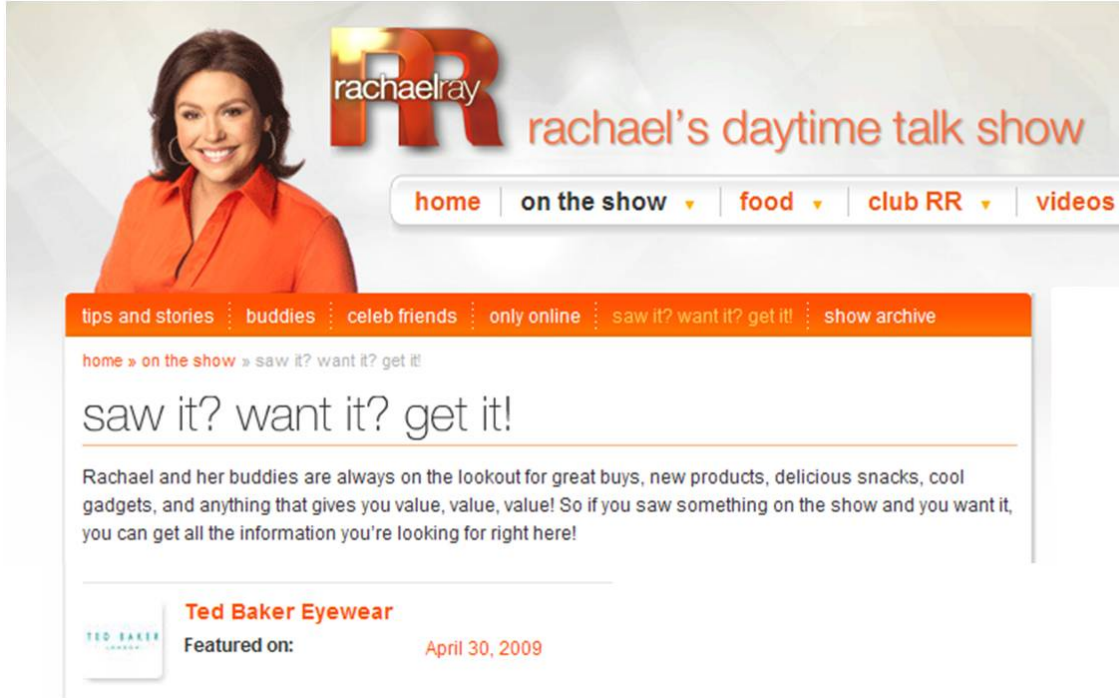 rachaelray
rachael's daytime talk show
home on the show food club RR videos
tips and stories buddies celeb friends only online saw it? want it? get it! show archive
home » on the show » saw it? want it? get it!
saw it? want it? get it!
Rachael and her buddies are always on the lookout for great buys, new products, delicious snacks, cool
gadgets, and anything that gives you value, value, value! So if you saw something on the show and you want it,
you can get all the information you're looking for right here!
Ted Baker Eyewear
TED BAKER
LONDON
Featured on: April 30, 2009